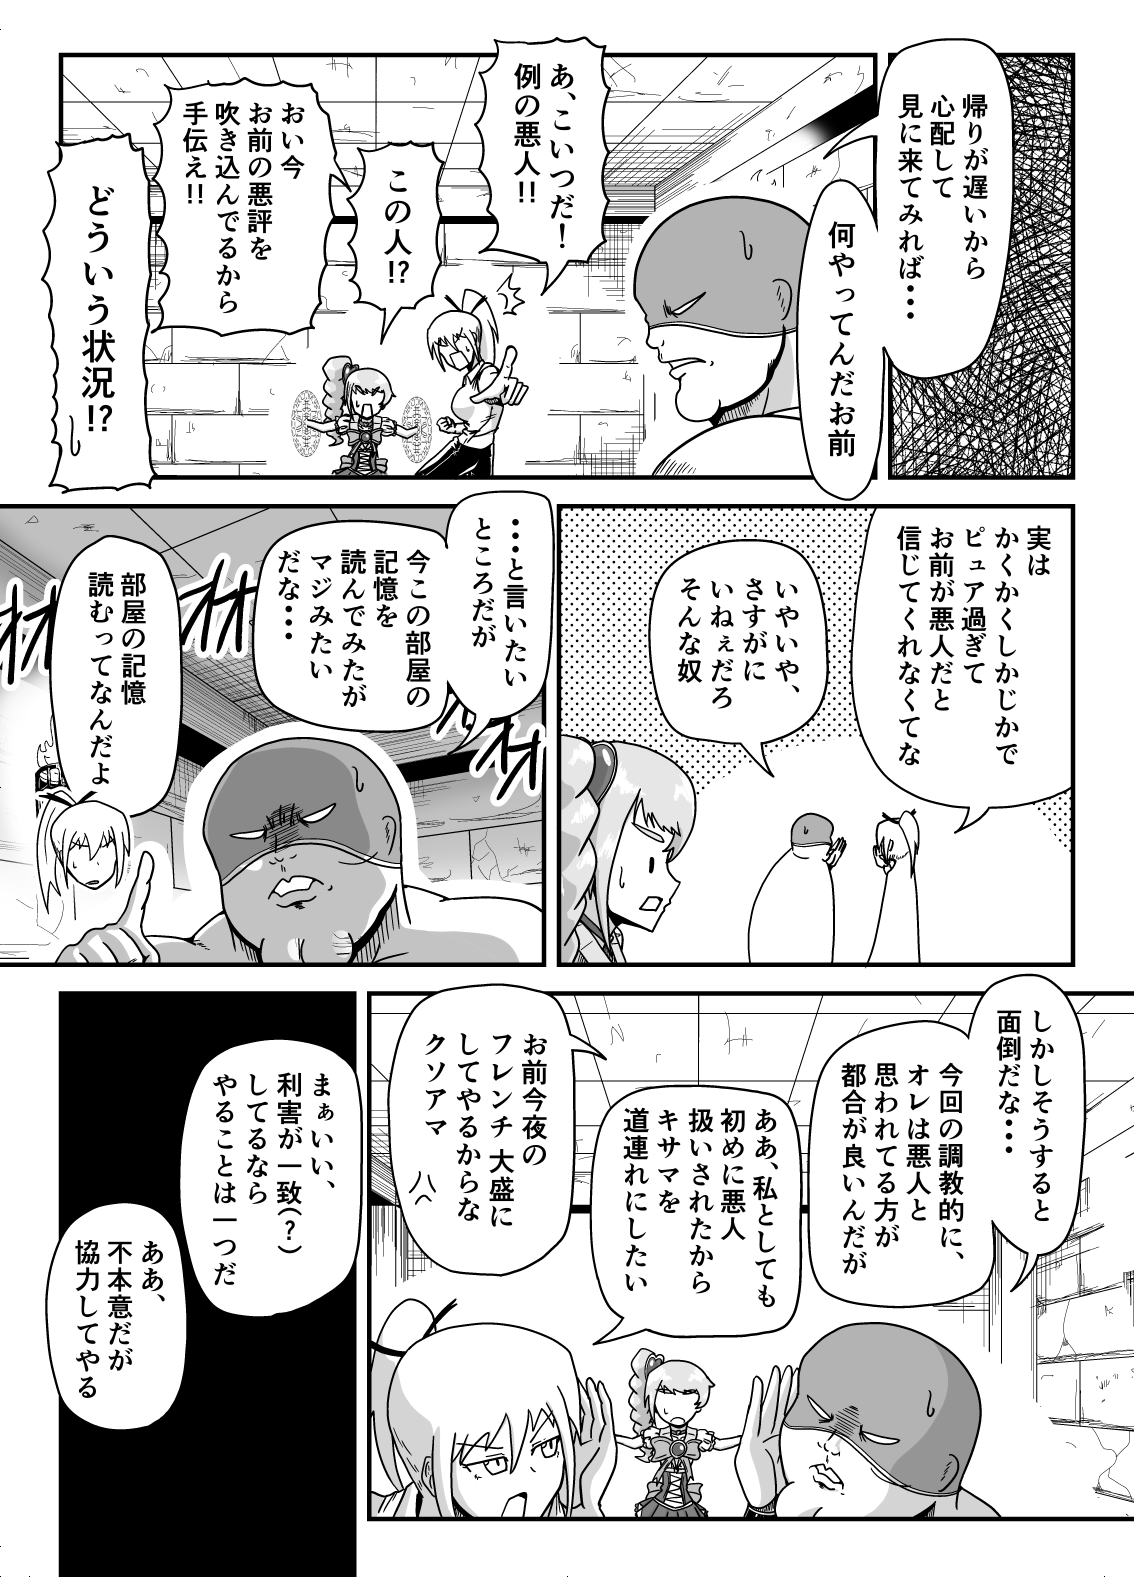 帰りが遅いから
心配して
見に来てみれば・・・
何やってんだお前
あ、こいつだ!
例の悪人!!
この人!?
おい今
お前の悪評を
吹き込んでるから
手伝え!!
どういう状況!?
実は
かくかくしかじかで
ピュア過ぎて
お前が悪人だと
信じてくれなくてな
いやいや、
さすがに
いねぇだろ
そんな奴
・・・と言いたい
ところだが
今この部屋の
記憶を
読んでみたが
マジみたい
だな・・・
オオオオ
部屋の記憶
読むってなんだよ
しかしそうすると
面倒だな・・・
今回の調教的に、
オレは悪人と
思われてる方が
都合が良いんだが
ああ、私としても
初めに悪人
扱いされたから
キサマを
道連れにしたい
お前今夜の
フレンチ大盛に
してやるからな
クソアマ
まぁいい、
利害が一致(?)
してるなら
やることは一つだ
ああ、
不本意だが
協力してやる